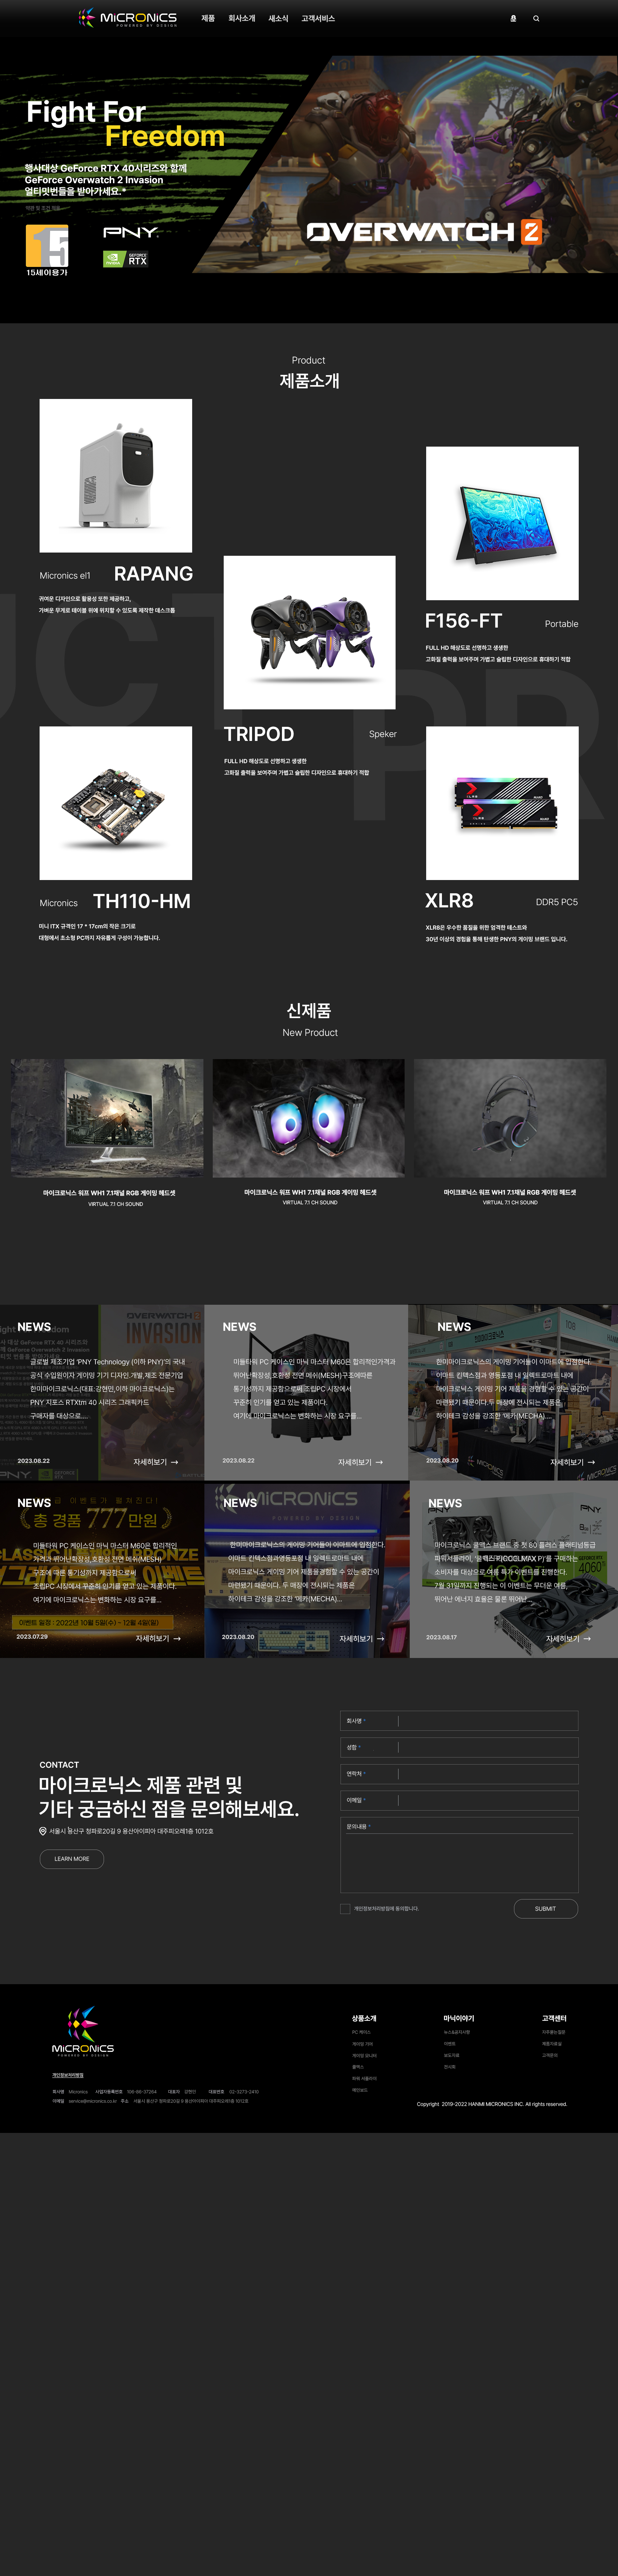 MICRONICS
POWERED BY DESIGN
제품 회사소개 새소식 고객서비스
Fight For
Freedom
행사대상 GeForce RTX 40시리즈와 함께
GeForce Overwatch 2 Invasion
얼티밋번들을 받아가세요.*
약관 및 조건 적용
15
15세이용가
PNY
NVIDIA
GEFORCE
RTX
OVERWATCH 2
Product
제품소개
Micronics el1 RAPANG
귀여운 디자인으로 활용성 또한 제공하고,
가벼운 무게로 테이블 위에 위치할 수 있도록 제작한 데스크톱
F156-FT Portable
FULL HD 해상도로 선명하고 생생한
고화질 출력을 보여주며 가볍고 슬림한 디자인으로 휴대하기 적합
UCT
PR
TRIPOD Speker
FULL HD 해상도로 선명하고 생생한
고화질 출력을 보여주며 가볍고 슬림한 디자인으로 휴대하기 적합
Micronics TH110-HM
미니 ITX 규격인 17 * 17cm의 작은 크기로
대형에서 초소형 PC까지 자유롭게 구성이 가능합니다.
XLR8 DDR5 PC5
XLR8은 우수한 품질을 위한 엄격한 테스트와
30년 이상의 경험을 통해 탄생한 PNY의 게이밍 브랜드 입니다.
신제품
New Product
마이크로닉스 워프 WH1 7.1채널 RGB 게이밍 헤드셋
VIRTUAL 7.1 CH SOUND
마이크로닉스 워프 WH1 7.1채널 RGB 게이밍 헤드셋
VIRTUAL 7.1 CH SOUND
마이크로닉스 워프 WH1 7.1채널 RGB 게이밍 헤드셋
VIRTUAL 7.1 CH SOUND
NEWS
글로벌 제조기업 'PNY Technology (이하 PNY)'의 국내
공식 수입원이자 게이밍 기기 디자인.개발,제조 전문기업
한미마이크로닉스(대표:강현민,이하 마이크로닉스)는
PNY 지포스 RTXtm 40 시리즈 그래픽카드
구매자를 대상으로....
2023.08.22 자세히보기
NEWS
미들타워 PC 케이스인 마닉 마스터 M60은 합리적인가격과
뛰어난확장성,호환성 전면 메쉬(MESH)구조에따른
통기성까지 제공함으로써 조립PC 시장에서
꾸준히 인기를 얻고 있는 제품이다.
여기에 마이크로닉스는 변화하는 시장 요구를...
2023.08.22 자세히보기
NEWS
한미마이크로닉스의 게이밍 기어들이 이마트에 입점한다.
이마트 킨텍스점과 영등포점 내 일렉트로마트 내에
마이크로닉스 게이밍 기어 제품을 경험할 수 있는 공간이
마련됐기 때문이다.두 매장에 전시되는 제품은
하이테크 감성을 강조한 '메카(MECHA)...
2023.08.20 자세히보기
NEWS
총 경품 777 만원
미들타워 PC 케이스인 마닉 마스터 M60은 합리적인
가격과 뛰어난확장성,호환성 전면 메쉬(MESH)
구조에 따른 통기성까지 제공함으로써
조립PC 시장에서 꾸준히 인기를 얻고 있는 제품이다.
여기에 마이크로닉스는 변화하는 시장 요구를...
이벤트 일정 : 2022년 10월 5일(수) ~ 12월 4일(일)
2023.07.29 자세히보기
NEWS
MICRONICS
한미마이크로닉스의 게이밍 기어들이 이마트에 입점한다.
이마트 킨텍스점과영등포점 내 일렉트로마트 내에
마이크로닉스 게이밍 기어 제품을경험할 수 있는 공간이
마련됐기 때문이다. 두 매장에 전시되는 제품은
하이테크 감성을 강조한 '메카(MECHA)...
2023.08.20 자세히보기
NEWS
마이크로닉스 쿨맥스 브랜드 중 첫 80 플러스 플래티넘등급
파워서플라이, '쿨맥스 포커(COOLMAX P)'를 구매하는
소비자를 대상으로 여름 특가 이벤트를 진행한다.
7월 31일까지 진행되는 이 이벤트는 무더운 여름,
뛰어난 에너지 효율은 물론 뛰어난...
2023.08.17 자세히보기
CONTACT
마이크로닉스 제품 관련 및
기타 궁금하신 점을 문의해보세요.
서울시 용산구 청파로20길 9 용산아이피아 대주피오레1층 1012호
LEARN MORE
회사명 *
성함 *
연락처 *
이메일 *
문의내용 *
개인정보처리방침에 동의합니다.
SUBMIT
MICRONICS
POWERED BY DESIGN
개인정보처리방침
회사명 Micronics 사업자등록번호 106-86-37264 대표자 강현민 대표번호 02-3273-2410
이메일 service@micronics.co.kr 주소 서울시 용산구 청파로20길 9 용산아이피아 대주피오레1층 1012호
상품소개
PC 케이스
게이밍 기어
게이밍 모니터
쿨맥스
파워 서플라이
메인보드
마닉이야기
뉴스&공지사항
이벤트
보도자료
전시회
고객센터
자주묻는질문
제품자료실
고객문의
Copyright 2019-2022 HANMI MICRONICS INC. All rights reserved.